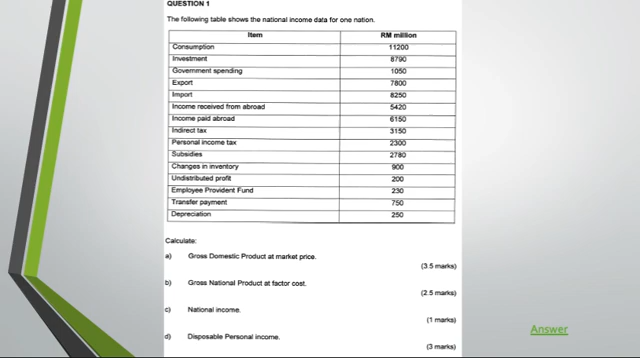 QUESTION 1
The following table shows the national income data for one nation.
Item RM million
Consumption 11200
Investment 8790
Government spending 1050
Export 7800
Import 8250
Income received from abroad 5420
Income paid abroad 6150
Indirect tax 3150
Personal income tax 2300
Subsidies 2780
Changes in inventory 900
Undistributed profit 200
Employee Provident Fund 230
Transfer payment 750
Depreciation 250
Calculate:
a) Gross Domestic Product at market price.
(3.5 marks)
b) Gross National Product at factor cost.
(2.5 marks)
c) National income.
(1 marks)
d) Disposable Personal income.
(3 marks)
Answer